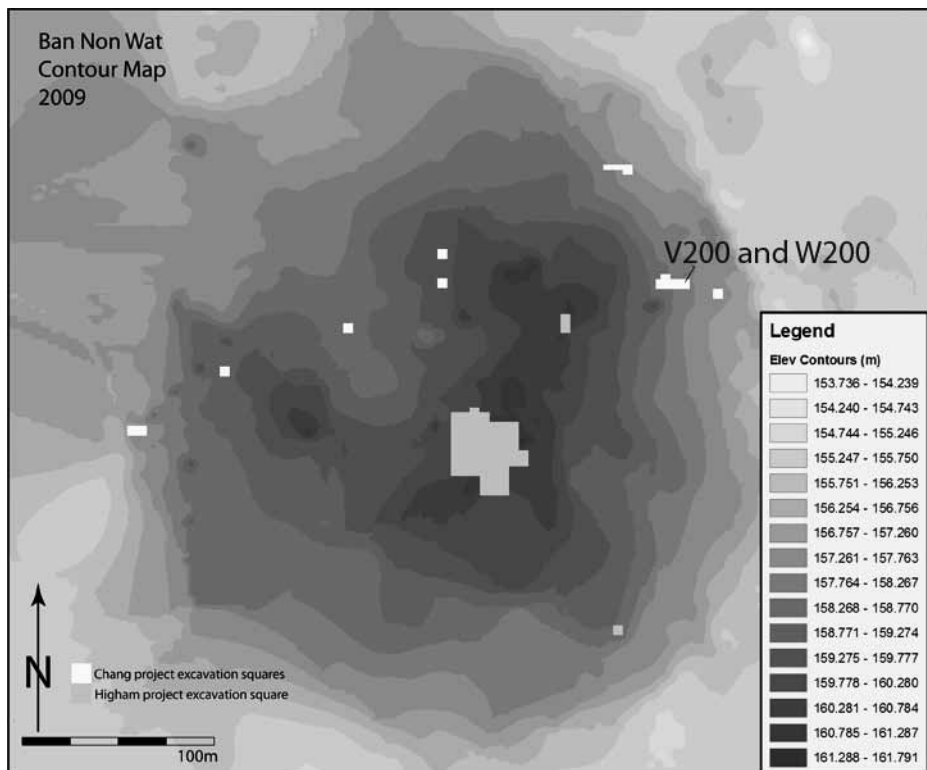 Ban Non Wat
Contour Map
2009
V200 and W200
Legend
Elev Contours (m)
153.736 - 154.239
154.240 - 154.743
154.744 - 155.246
155.247 - 155.750
155.751 - 156.253
156.254 - 156.756
156.757 - 157.260
157.261 - 157.763
157.764 - 158.267
158.268 - 158.770
158.771 - 159.274
159.275 - 159.777
159.778 - 160.280
160.281 - 160.784
160.785 - 161.287
161.288 - 161.791
N
Chang project excavation squares
Higham project excavation square
100m